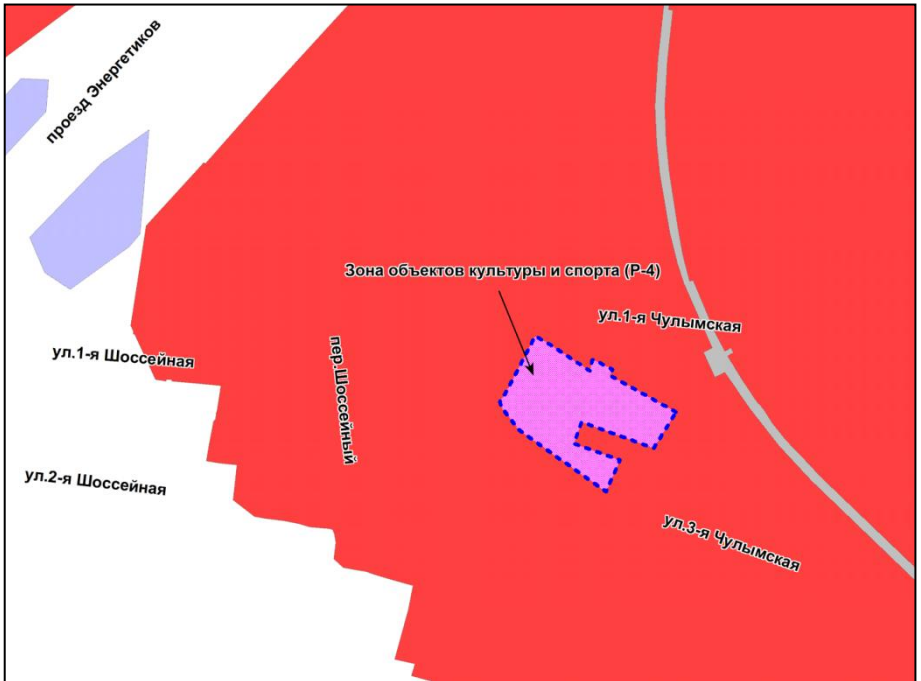 проезд Энергетиков
Зона объектов культуры и спорта (Р-4)
ул.1-я Чулымская
ул.1-я Шоссейная
пер.Шоссейный
ул.2-я Шоссейная
ул.3-я Чулымская